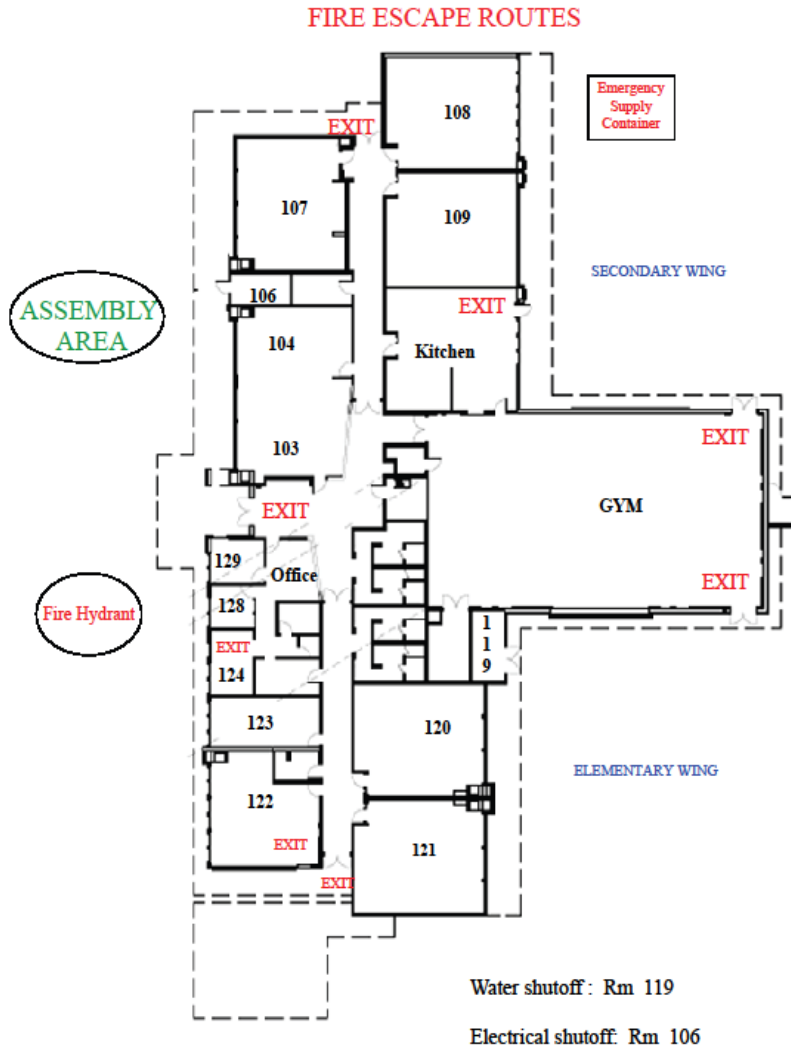 FIRE ESCAPE ROUTES
Emergency
Supply
Container
108
EXIT
107
109
SECONDARY WING
106
EXIT
ASSEMBLY
AREA
104
Kitchen
EXIT
103
GYM
EXIT
129
Office
EXIT
128
Fire Hydrant
1
1
9
EXIT
124
123
120
ELEMENTARY WING
122
EXIT
121
EXIT
Water shutoff : Rm 119
Electrical shutoff: Rm 106